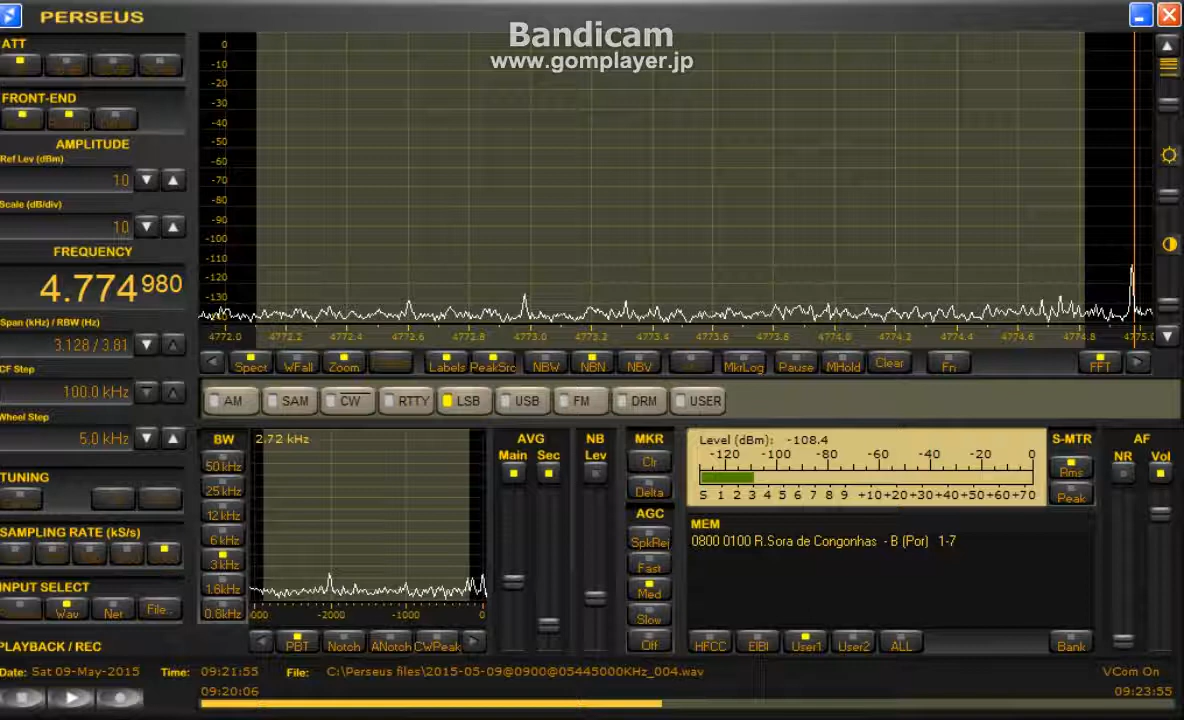 PERSEUS
Bandicam
www.gomplayer.jp
ATT
FRONT-END
AMPLITUDE
Ref Lev (dBm)
10
Scale (dB/div)
10
FREQUENCY
4.774980
Span (kHz) / RBW (Hz)
3.128 / 3.81
CF Step
100.0 kHz
Wheel Step
5.0 kHz
TUNING
SAMPLING RATE (kS/s)
INPUT SELECT
Wav Net File..
0
-10
-20
-30
-40
-50
-60
-70
-80
-90
-100
-110
-120
-130
4772.0 4772.2 4772.4 4772.6 4772.8 4773.0 4773.2 4773.4 4773.6 4773.8 4774.0 4774.2 4774.4 4774.6 4774.8 4775.0
Spect WFall Zoom Labels PeakSrc NBW NBN NBV MkrLog Pause MHold Clear Fn FFT
AM SAM CW RTTY LSB USB FM DRM USER
BW
50 kHz
25 kHz
12 kHz
6 kHz
3 kHz
1.6kHz
0.8kHz
2.72 kHz
000 -2000 -1000 0
PBT Notch ANotch CWPeak
AVG
Main Sec
NB
Lev
MKR
Clr
Delta
AGC
SpkRej
Fast
Med
Slow
Off
Level (dBm): -108.4
-120 -100 -80 -60 -40 -20 0
S 1 2 3 4 5 6 7 8 9 +10+20+30+40+50+60+70
S-MTR
Rms
Peak
AF
NR Vol
MEM
0800 0100 R.Sora de Congonhas - B (Por) 1-7
HFCC EIBI User1 User2 ALL Bank
PLAYBACK / REC
Date: Sat 09-May-2015 Time: 09:21:55 File: C:\Perseus files\2015-05-09@0900@05445000KHz_004.wav VCom On
09:20:06 09:23:55